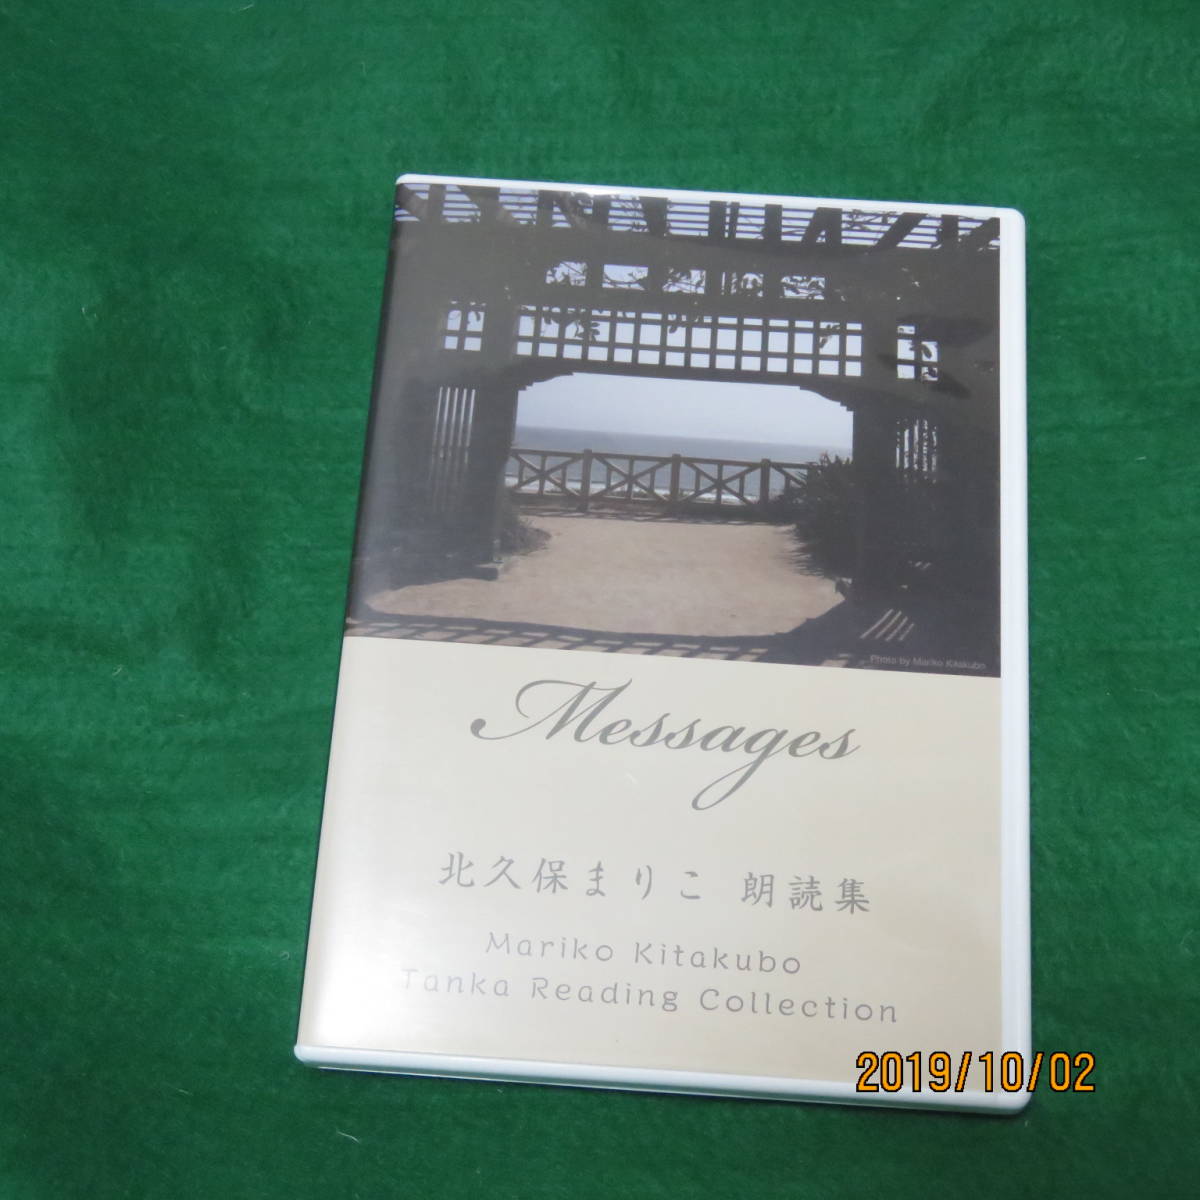 Photo by Mariko Kitakubo
Messages
北久保まりこ 朗読集
Mariko Kitakubo
Tanka Reading Collection
2019/10/02